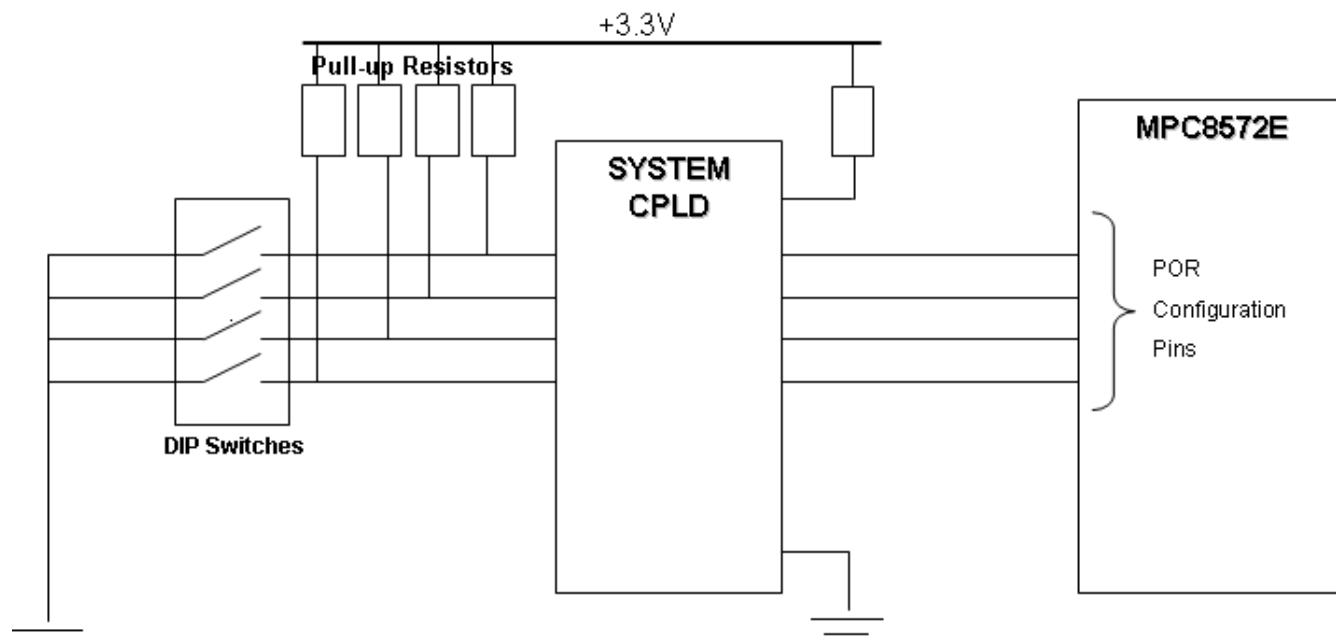 +3.3V
Pull-up Resistors
SYSTEM
CPLD
MPC8572E
POR
Configuration
Pins
DIP Switches